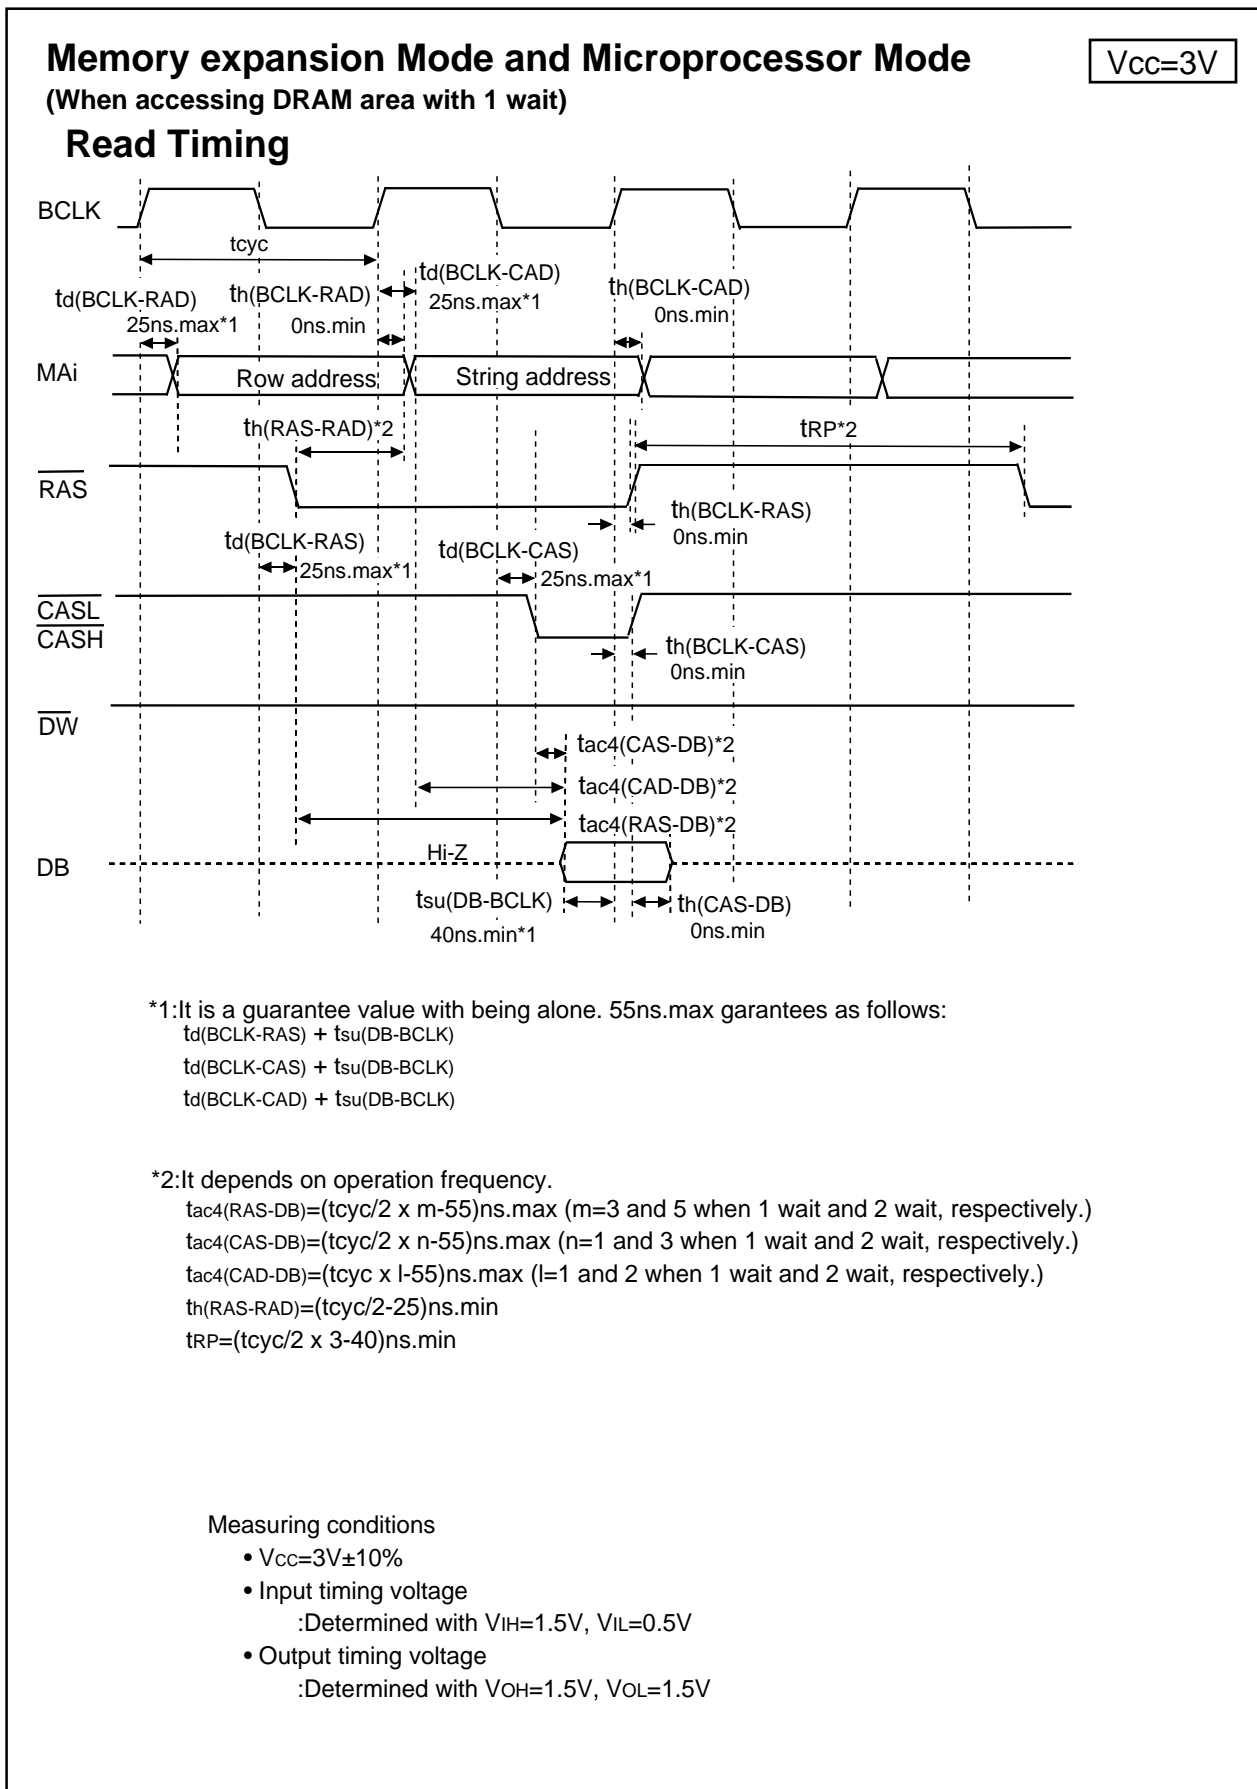 Memory expansion Mode and Microprocessor Mode
Vcc=3V
(When accessing DRAM area with 1 wait)
Read Timing
BCLK
tcyc
td(BCLK-CAD)
25ns.max*1
th(BCLK-RAD)
0ns.min
th(BCLK-CAD)
0ns.min
td(BCLK-RAD)
25ns.max*1
MAi
Row address
String address
th(RAS-RAD)*2
tRP*2
RAS
th(BCLK-RAS)
0ns.min
td(BCLK-RAS)
25ns.max*1
td(BCLK-CAS)
25ns.max*1
CASL
CASH
th(BCLK-CAS)
0ns.min
DW
tac4(CAS-DB)*2
tac4(CAD-DB)*2
tac4(RAS-DB)*2
Hi-Z
DB
tsu(DB-BCLK)
40ns.min*1
th(CAS-DB)
0ns.min
*1:It is a guarantee value with being alone. 55ns.max garantees as follows:
td(BCLK-RAS) + tsu(DB-BCLK)
td(BCLK-CAS) + tsu(DB-BCLK)
td(BCLK-CAD) + tsu(DB-BCLK)
*2:It depends on operation frequency.
tac4(RAS-DB)=(tcyc/2 x m-55)ns.max (m=3 and 5 when 1 wait and 2 wait, respectively.)
tac4(CAS-DB)=(tcyc/2 x n-55)ns.max (n=1 and 3 when 1 wait and 2 wait, respectively.)
tac4(CAD-DB)=(tcyc x l-55)ns.max (l=1 and 2 when 1 wait and 2 wait, respectively.)
th(RAS-RAD)=(tcyc/2-25)ns.min
tRP=(tcyc/2 x 3-40)ns.min
Measuring conditions
• VCC=3V±10%
• Input timing voltage
:Determined with VIH=1.5V, VIL=0.5V
• Output timing voltage
:Determined with VOH=1.5V, VOL=1.5V